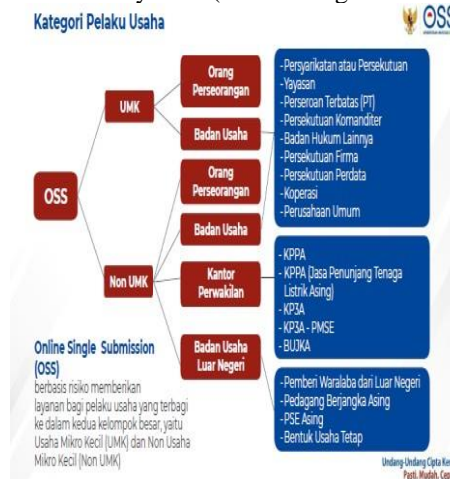 Kategori Pelaku Usaha
OSS
OSS
UMK
Non UMK
Orang
Perseorangan
Badan Usaha
Orang
Perseorangan
Badan Usaha
Kantor
Perwakilan
Badan Usaha
Luar Negeri
-Persyarikatan atau Persekutuan
-Yayasan
-Perseroan Terbatas (PT)
-Persekutuan Komanditer
-Badan Hukum Lainnya
-Persekutuan Firma
-Persekutuan Perdata
-Koperasi
-Perusahaan Umum
- KPPA
- KPPA (Jasa Penunjang Tenaga
Listrik Asing)
- KP3A
- KP3A - PMSE
- BUJKA
-Pemberi Waralaba dari Luar Negeri
-Pedagang Berjangka Asing
-PSE Asing
-Bentuk Usaha Tetap
Online Single Submission
(OSS)
berbasis risiko memberikan
layanan bagi pelaku usaha yang terbagi
ke dalam kedua kelompok besar, yaitu
Usaha Mikro Kecil (UMK) dan Non Usaha
Mikro Kecil (Non UMK)
Undang-Undang Cipta Ke
Pasti. Mudah. Cep